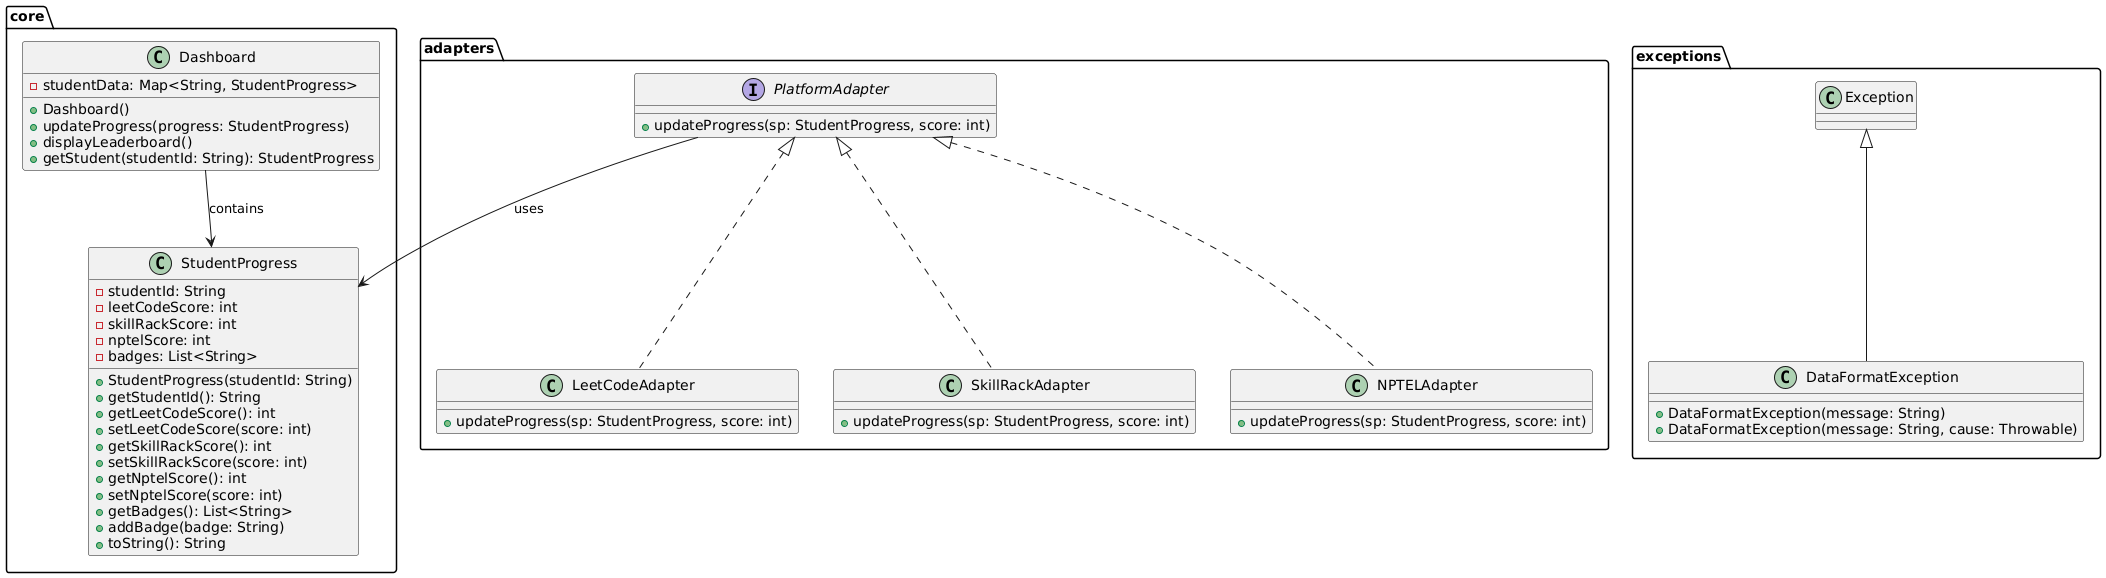 core
C Dashboard
studentData: Map<String, StudentProgress>
Dashboard()
updateProgress(progress: StudentProgress)
displayLeaderboard()
getStudent(studentId: String): StudentProgress
contains
C StudentProgress
studentId: String
leetCodeScore: int
skillRackScore: int
nptelScore: int
badges: List<String>
StudentProgress(studentId: String)
getStudentId(): String
getLeetCodeScore(): int
setLeetCodeScore(score: int)
getSkillRackScore(): int
setSkillRackScore(score: int)
getNptelScore(): int
setNptelScore(score: int)
getBadges(): List<String>
addBadge(badge: String)
toString(): String
adapters
I PlatformAdapter
updateProgress(sp: StudentProgress, score: int)
uses
C LeetCodeAdapter
updateProgress(sp: StudentProgress, score: int)
C SkillRackAdapter
updateProgress(sp: StudentProgress, score: int)
C NPTELAdapter
updateProgress(sp: StudentProgress, score: int)
exceptions
C Exception
C DataFormatException
DataFormatException(message: String)
DataFormatException(message: String, cause: Throwable)